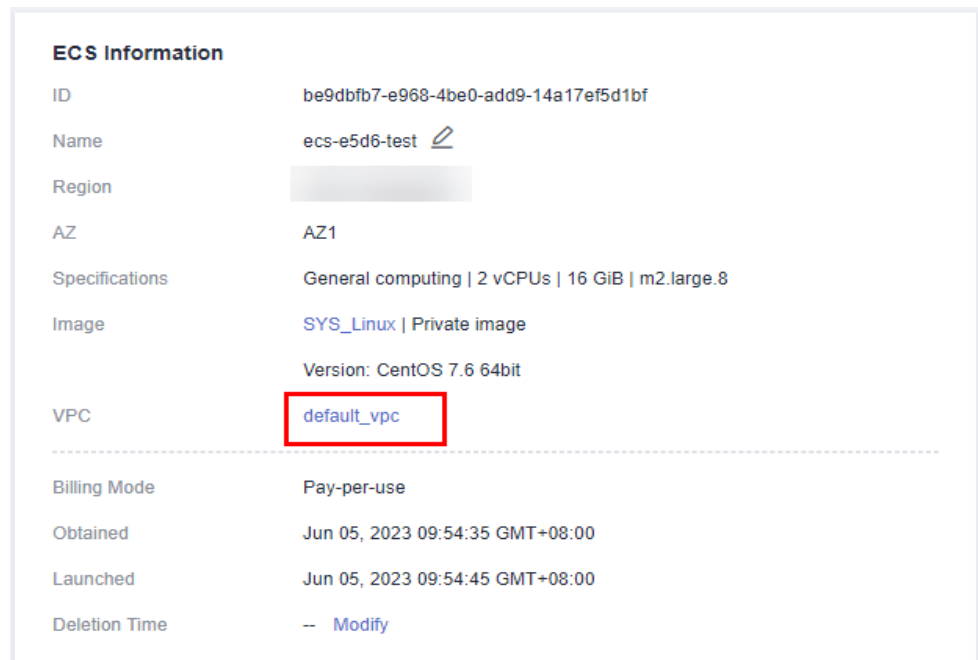 ECS Information
ID be9dbfb7-e968-4be0-add9-14a17ef5d1bf
Name ecs-e5d6-test
Region
AZ AZ1
Specifications General computing | 2 vCPUs | 16 GiB | m2.large.8
Image SYS_Linux | Private image
Version: CentOS 7.6 64bit
VPC default_vpc
Billing Mode Pay-per-use
Obtained Jun 05, 2023 09:54:35 GMT+08:00
Launched Jun 05, 2023 09:54:45 GMT+08:00
Deletion Time -- Modify